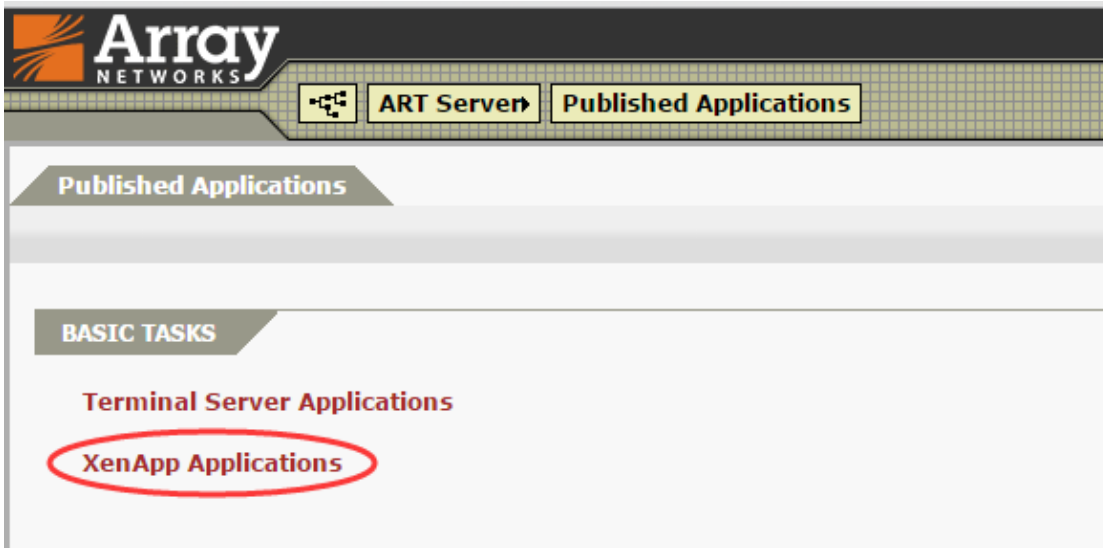 Array
NETWORKS
ART Server Published Applications
Published Applications
BASIC TASKS
Terminal Server Applications
XenApp Applications